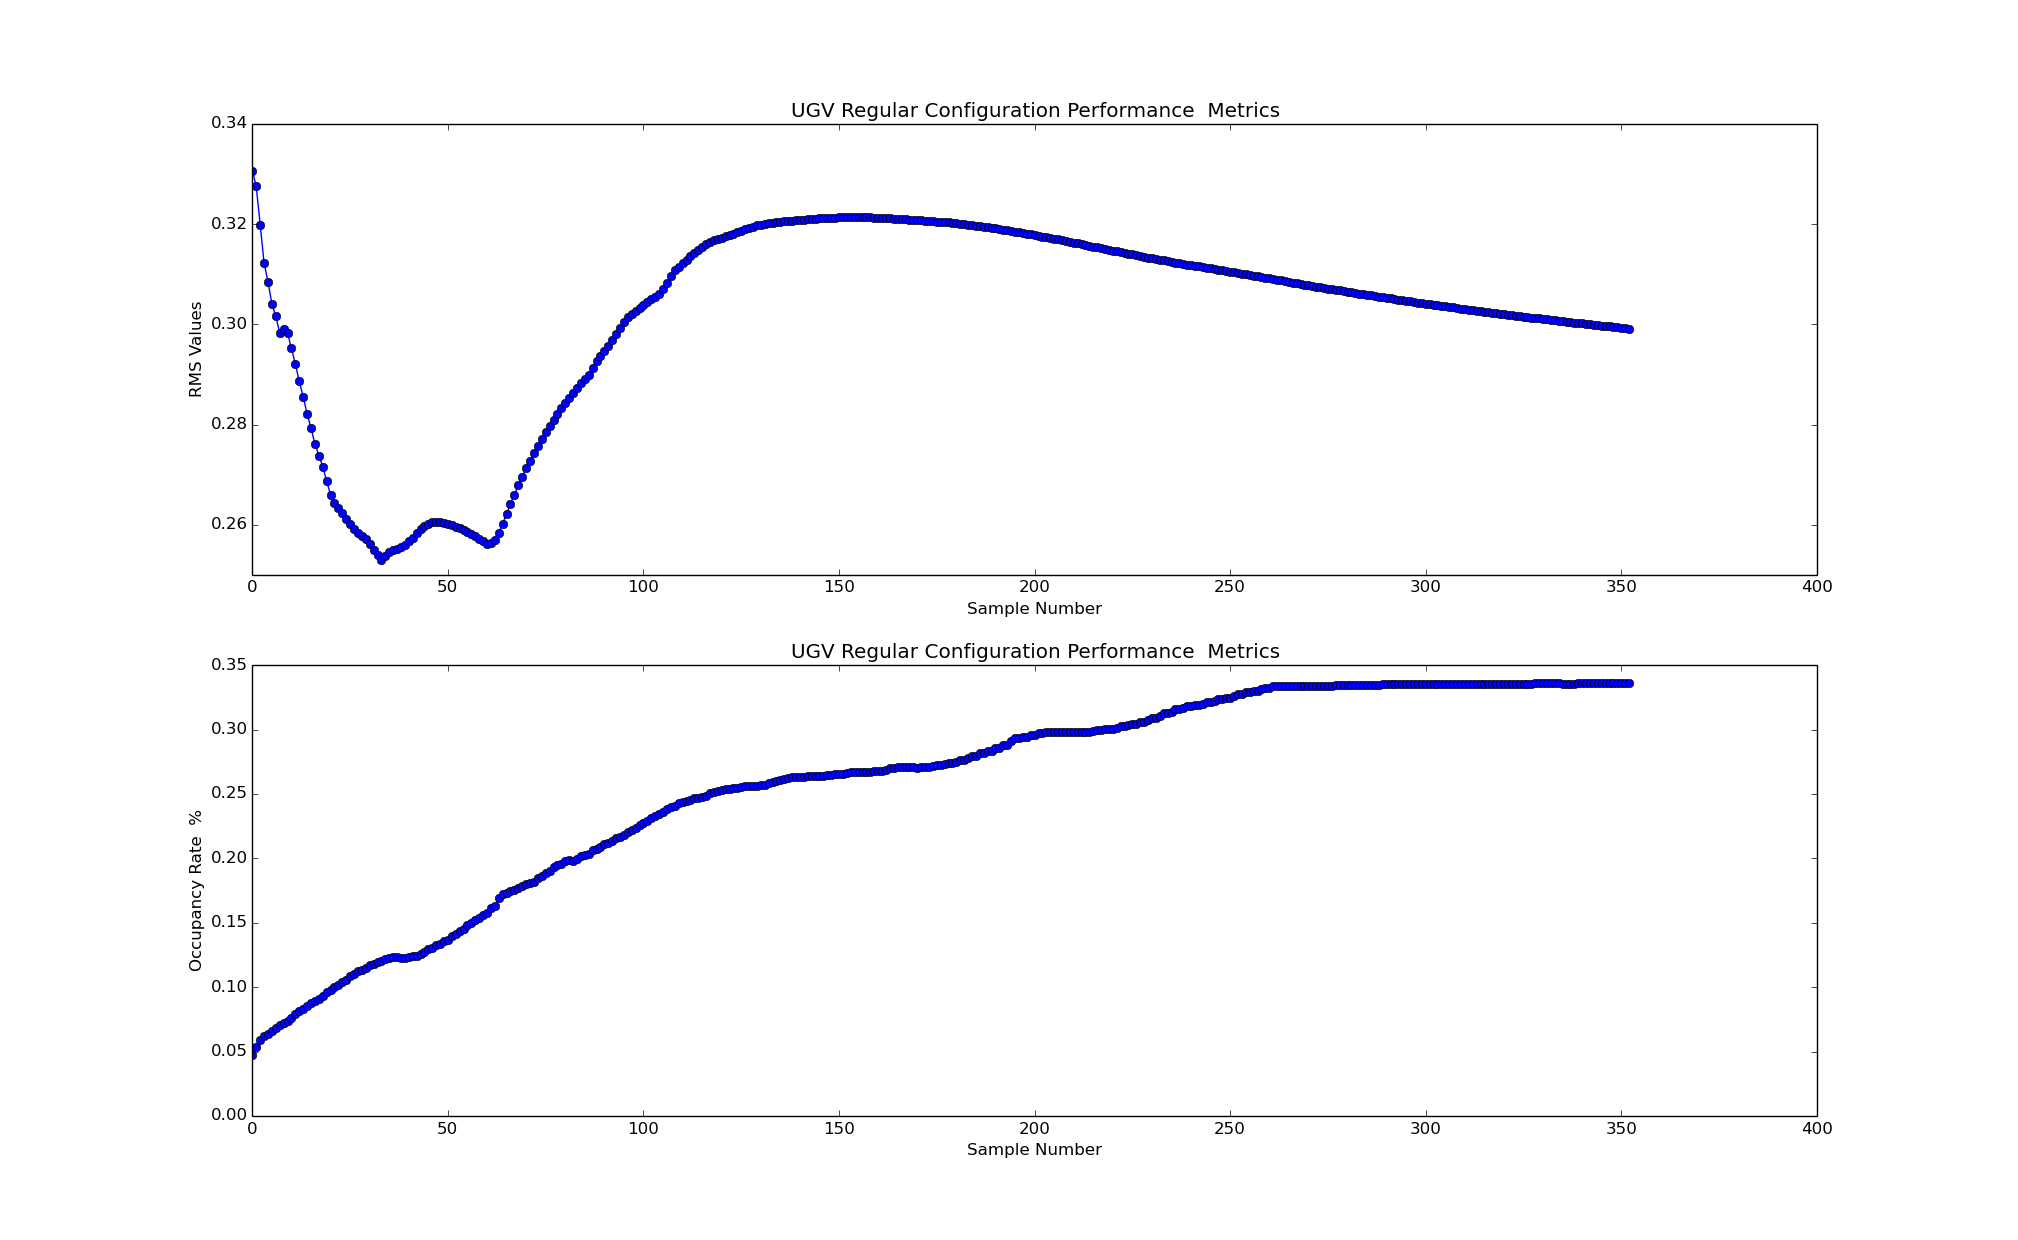 UGV Regular Configuration Performance  Metrics
0.34
0.32
0.30
0.28
0.26
RMS Values
0 50 100 150 200 250 300 350 400
Sample Number
UGV Regular Configuration Performance  Metrics
0.35
0.30
0.25
0.20
0.15
0.10
0.05
0.00
Occupancy Rate  %
0 50 100 150 200 250 300 350 400
Sample Number